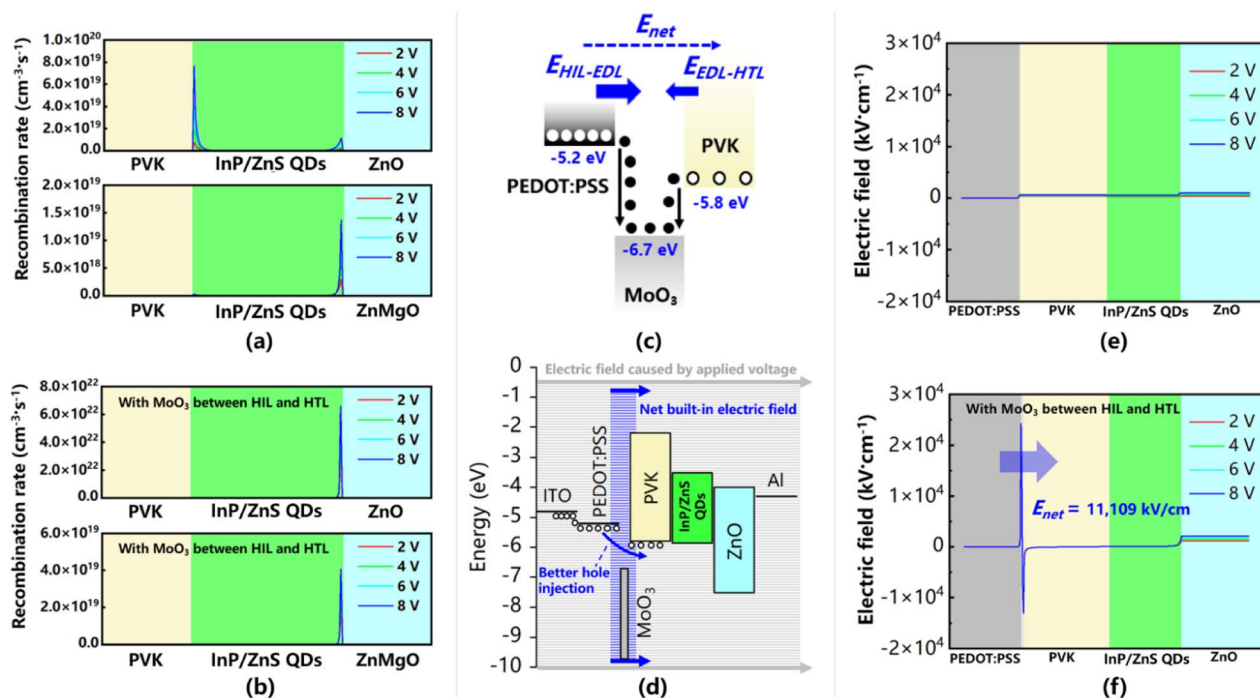 1.0×10²⁰
8.0×10¹⁹
6.0×10¹⁹
4.0×10¹⁹
2.0×10¹⁹
0.0
Recombination rate (cm⁻³·s⁻¹)
2 V
4 V
6 V
8 V
PVK InP/ZnS QDs ZnO
2.0×10¹⁹
1.5×10¹⁹
1.0×10¹⁹
5.0×10¹⁸
0.0
2 V
4 V
6 V
8 V
PVK InP/ZnS QDs ZnMgO
(a)
8.0×10²²
6.0×10²²
4.0×10²²
2.0×10²²
0.0
Recombination rate (cm⁻³·s⁻¹)
With MoO₃ between HIL and HTL
2 V
4 V
6 V
8 V
PVK InP/ZnS QDs ZnO
6.0×10¹⁹
4.0×10¹⁹
2.0×10¹⁹
0.0
With MoO₃ between HIL and HTL
2 V
4 V
6 V
8 V
PVK InP/ZnS QDs ZnMgO
(b)
E_net
E_HIL-EDL E_EDL-HTL
-5.2 eV
PEDOT:PSS
PVK
-5.8 eV
-6.7 eV
MoO₃
(c)
0
-1
-2
-3
-4
-5
-6
-7
-8
-9
-10
Energy (eV)
Electric field caused by applied voltage
Net built-in electric field
ITO
PEDOT:PSS
PVK
InP/ZnS
QDs
ZnO
Al
Better hole
injection
MoO₃
(d)
3×10⁴
2×10⁴
1×10⁴
0
-1×10⁴
-2×10⁴
Electric field (kV·cm⁻¹)
2 V
4 V
6 V
8 V
PEDOT:PSS PVK InP/ZnS QDs ZnO
(e)
3×10⁴
2×10⁴
1×10⁴
0
-1×10⁴
-2×10⁴
Electric field (kV·cm⁻¹)
With MoO₃ between HIL and HTL
2 V
4 V
6 V
8 V
E_net = 11,109 kV/cm
PEDOT:PSS PVK InP/ZnS QDs ZnO
(f)